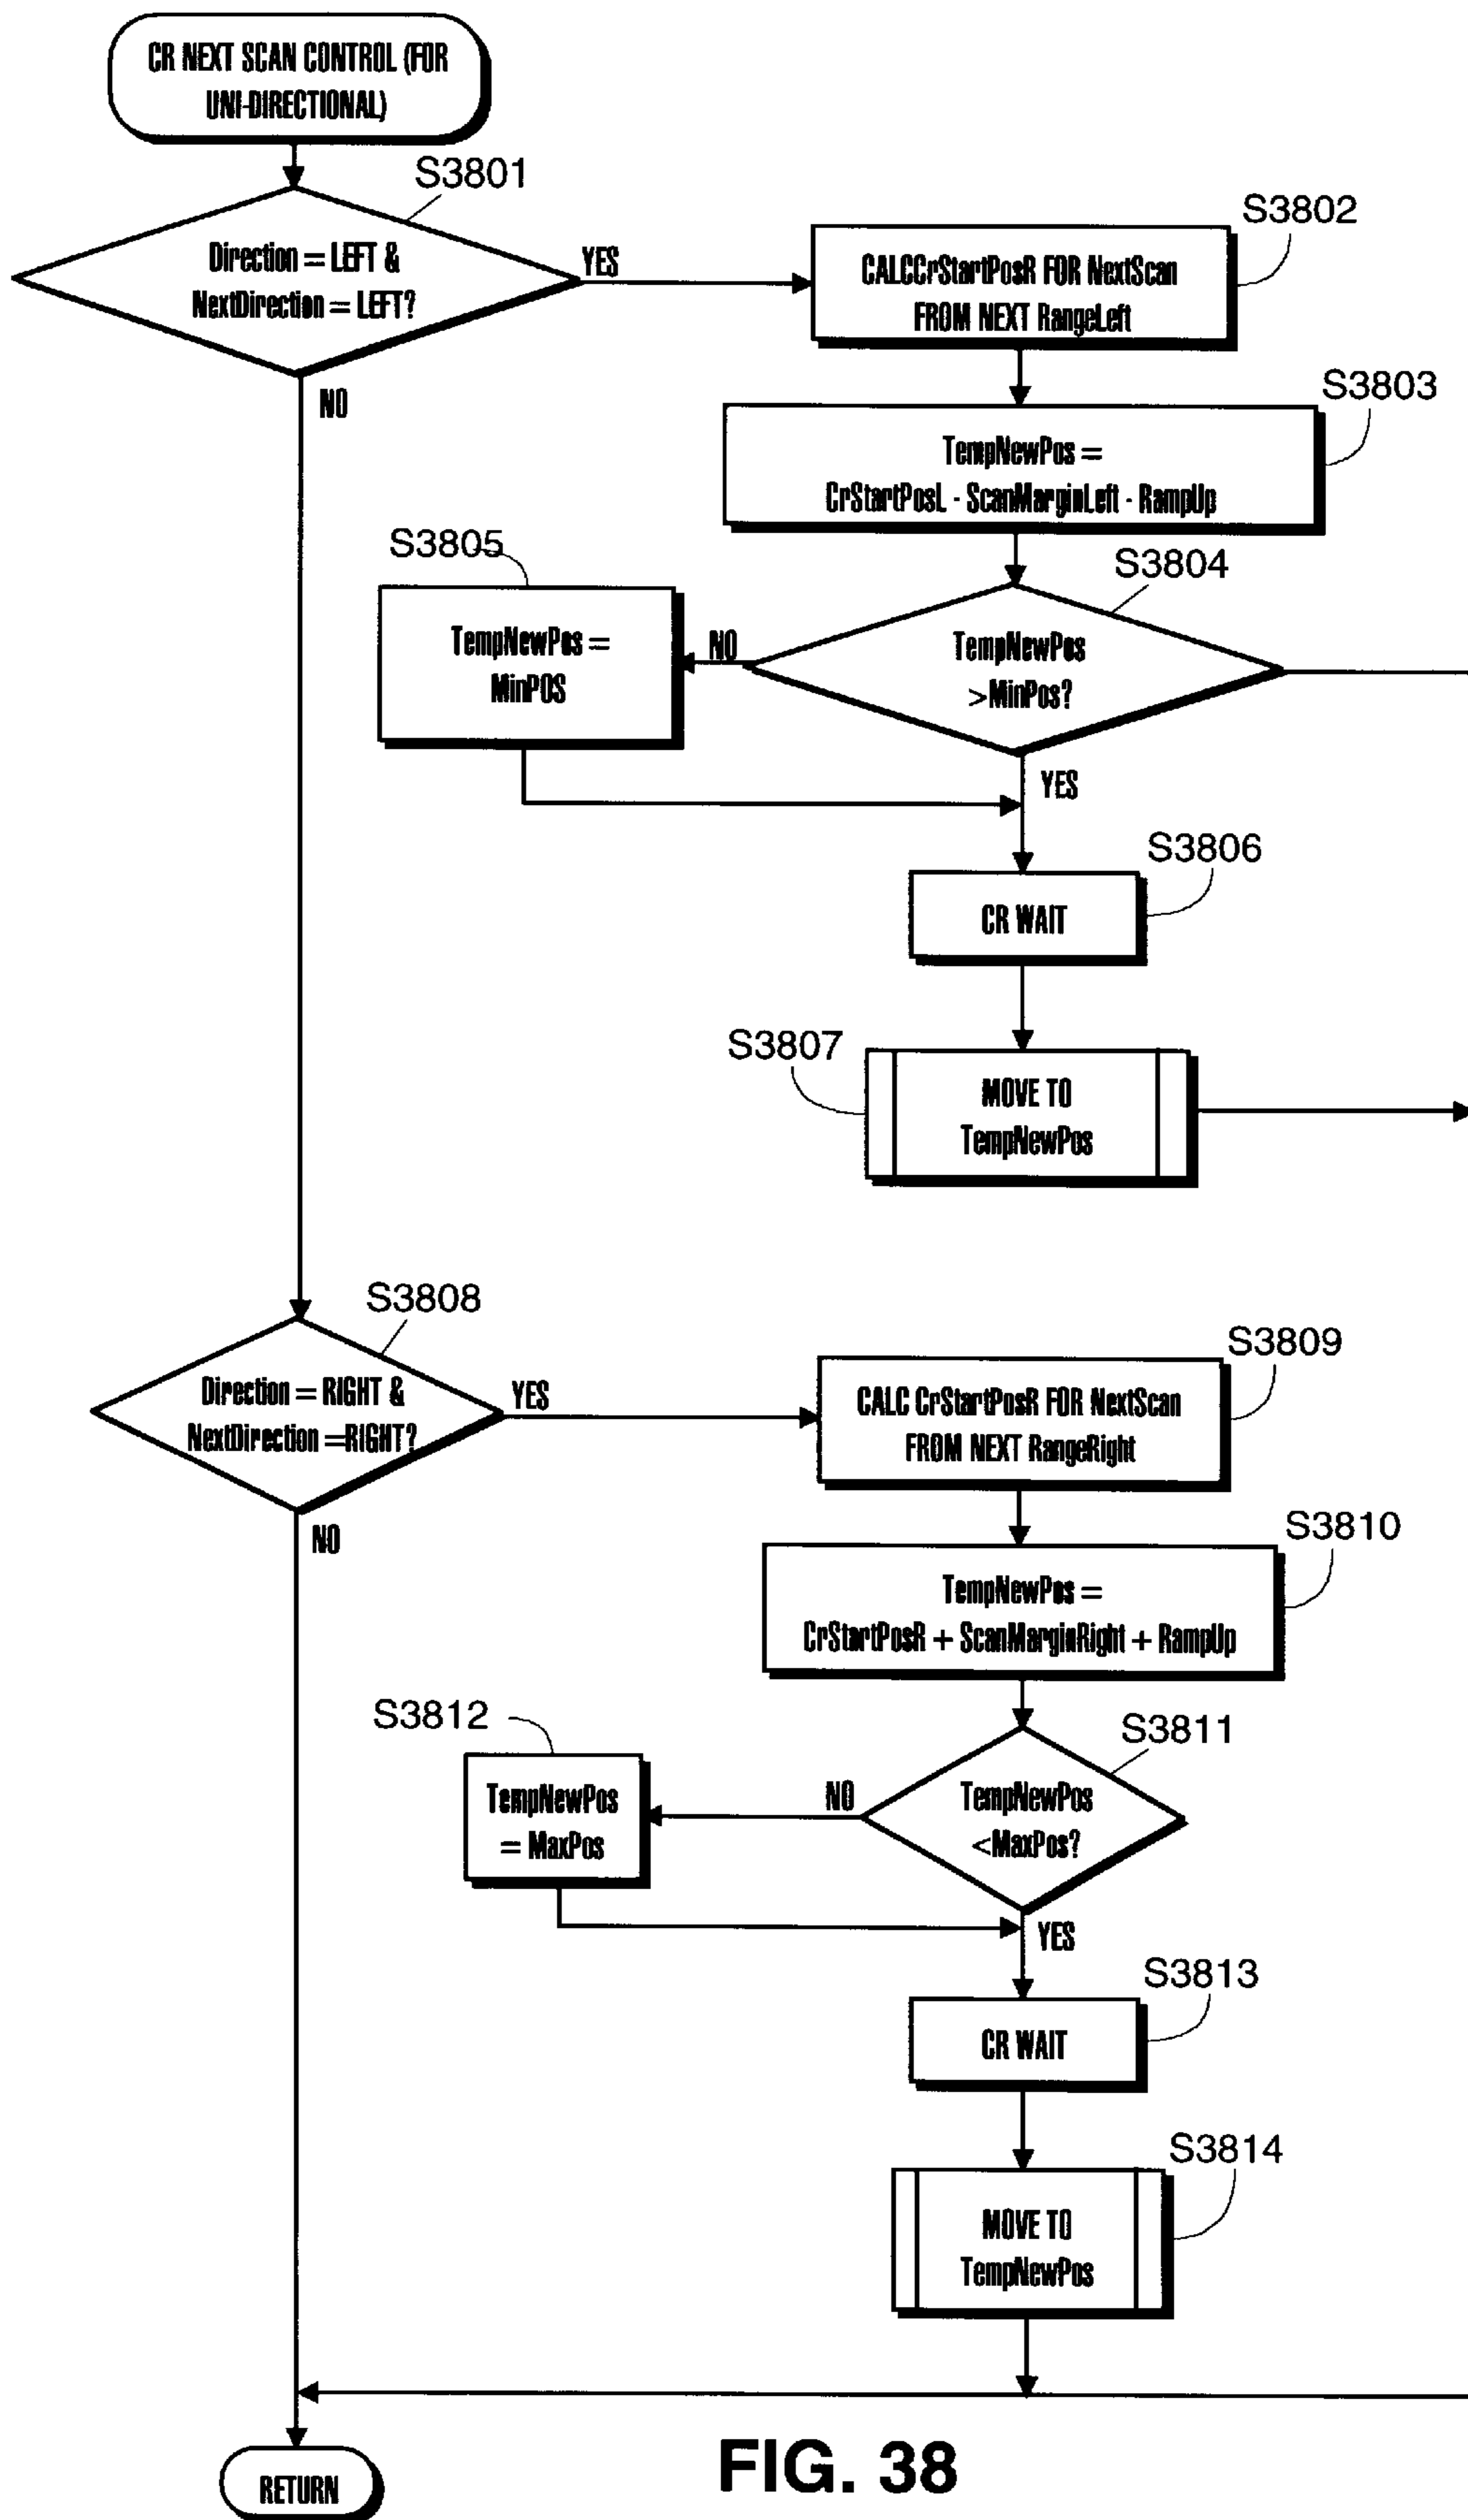 CR NEXT SCAN CONTROL (FOR
UNI-DIRECTIONAL)
S3801
Direction = LEFT &
NextDirection = LEFT?
YES
NO
S3802
CALCCrStartPosR FOR NextScan
FROM NEXT RangeLeft
S3803
TempNewPos =
CrStartPosL - ScanMarginLeft - RampUp
S3804
TempNewPos
>MinPos?
NO
YES
S3805
TempNewPos =
MinPOS
S3806
CR WAIT
S3807
MOVE TO
TempNewPos
S3808
Direction = RIGHT &
NextDirection =RIGHT?
YES
NO
S3809
CALC CrStartPosR FOR NextScan
FROM NEXT RangeRight
S3810
TempNewPos =
CrStartPosR + ScanMarginRight + RampUp
S3811
TempNewPos
<MaxPos?
NO
YES
S3812
TempNewPos
= MaxPos
S3813
CR WAIT
S3814
MOVE TO
TempNewPos
RETURN
FIG. 38